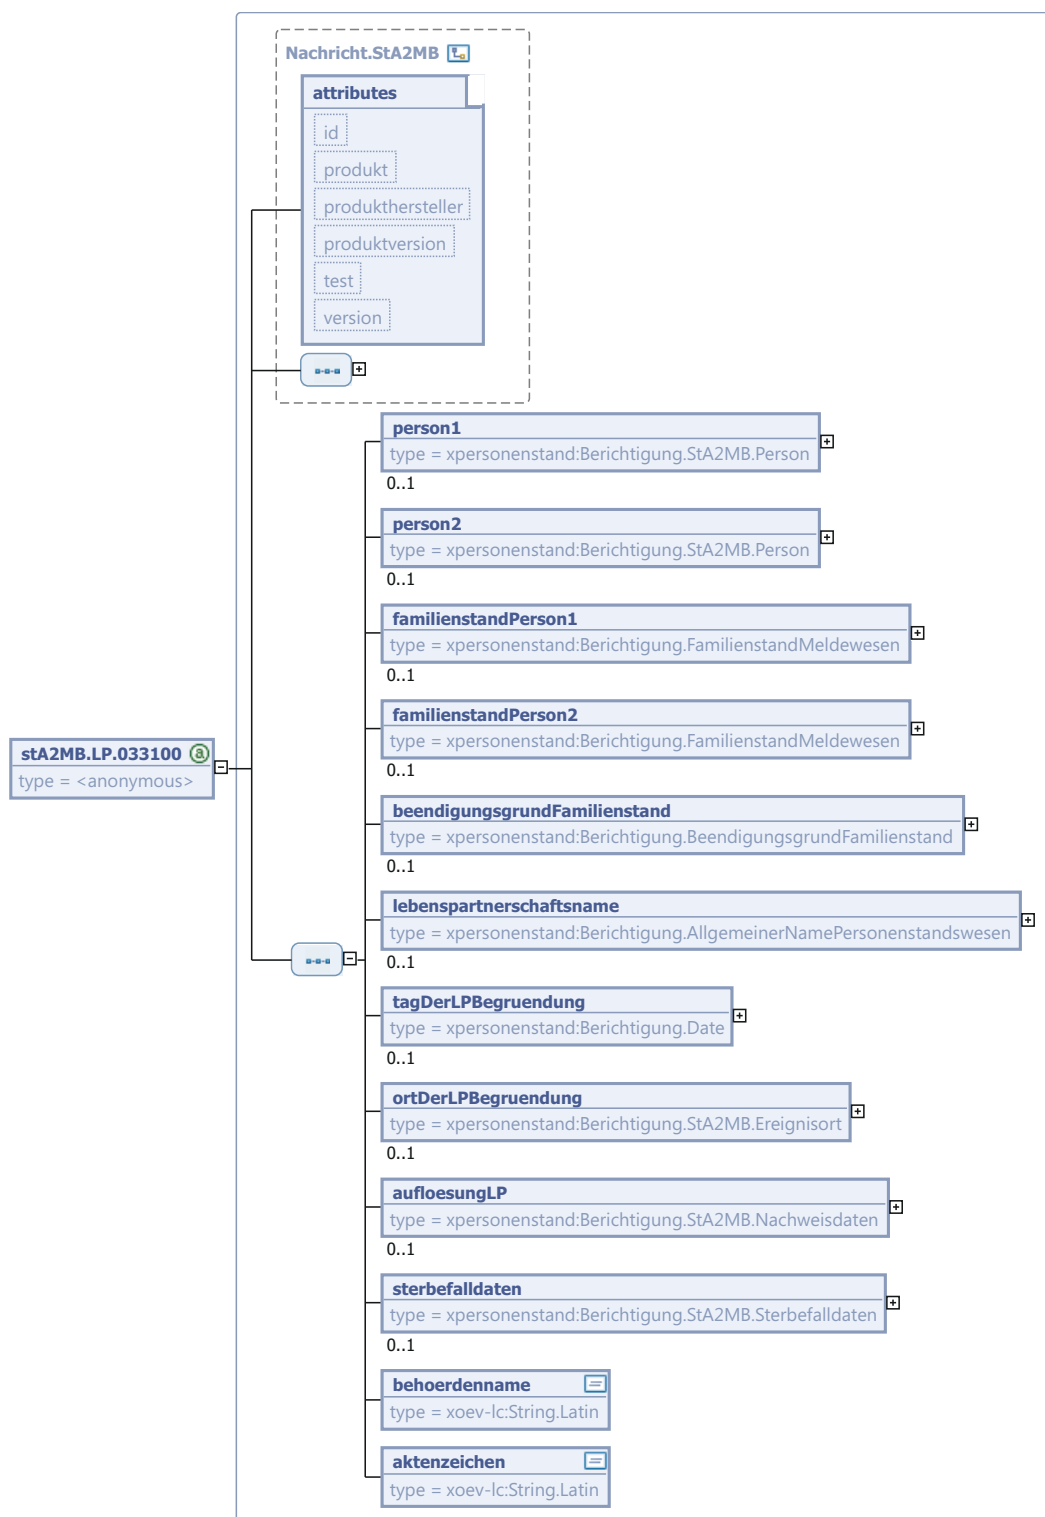 Nachricht.StA2MB
attributes
id
produkt
produkthersteller
produktversion
test
version
person1
type = xpersonenstand:Berichtigung.StA2MB.Person
0..1
person2
type = xpersonenstand:Berichtigung.StA2MB.Person
0..1
familienstandPerson1
type = xpersonenstand:Berichtigung.FamilienstandMeldewesen
0..1
familienstandPerson2
type = xpersonenstand:Berichtigung.FamilienstandMeldewesen
0..1
stA2MB.LP.033100 a
type = <anonymous>
beendigungsgrundFamilienstand
type = xpersonenstand:Berichtigung.BeendigungsgrundFamilienstand
0..1
lebenspartnerschaftsname
type = xpersonenstand:Berichtigung.AllgemeinerNamePersonenstandswesen
0..1
tagDerLPBegruendung
type = xpersonenstand:Berichtigung.Date
0..1
ortDerLPBegruendung
type = xpersonenstand:Berichtigung.StA2MB.Ereignisort
0..1
aufloesungLP
type = xpersonenstand:Berichtigung.StA2MB.Nachweisdaten
0..1
sterbefalldaten
type = xpersonenstand:Berichtigung.StA2MB.Sterbefalldaten
0..1
behoerdenname
type = xoev-lc:String.Latin
aktenzeichen
type = xoev-lc:String.Latin